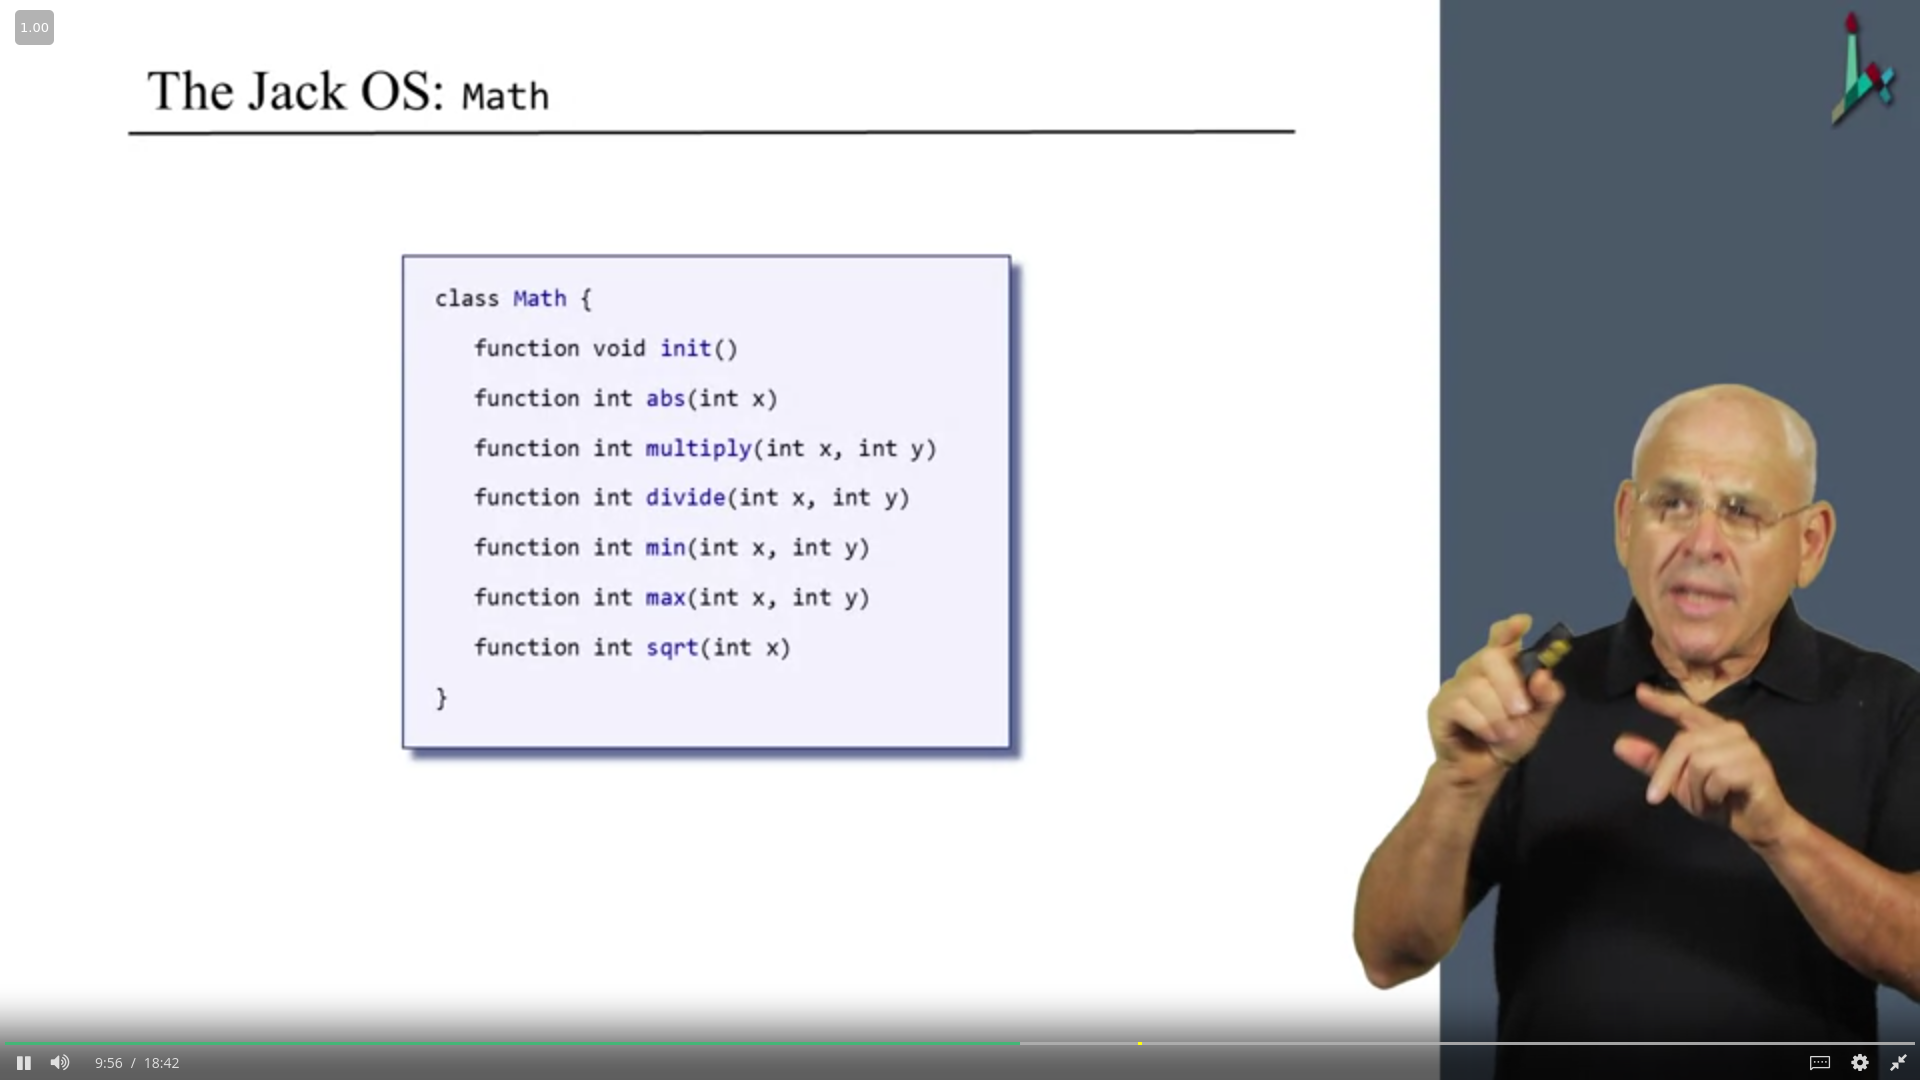 1.00
The Jack OS: Math
class Math {
function void init()
function int abs(int x)
function int multiply(int x, int y)
function int divide(int x, int y)
function int min(int x, int y)
function int max(int x, int y)
function int sqrt(int x)
}
9:56 / 18:42